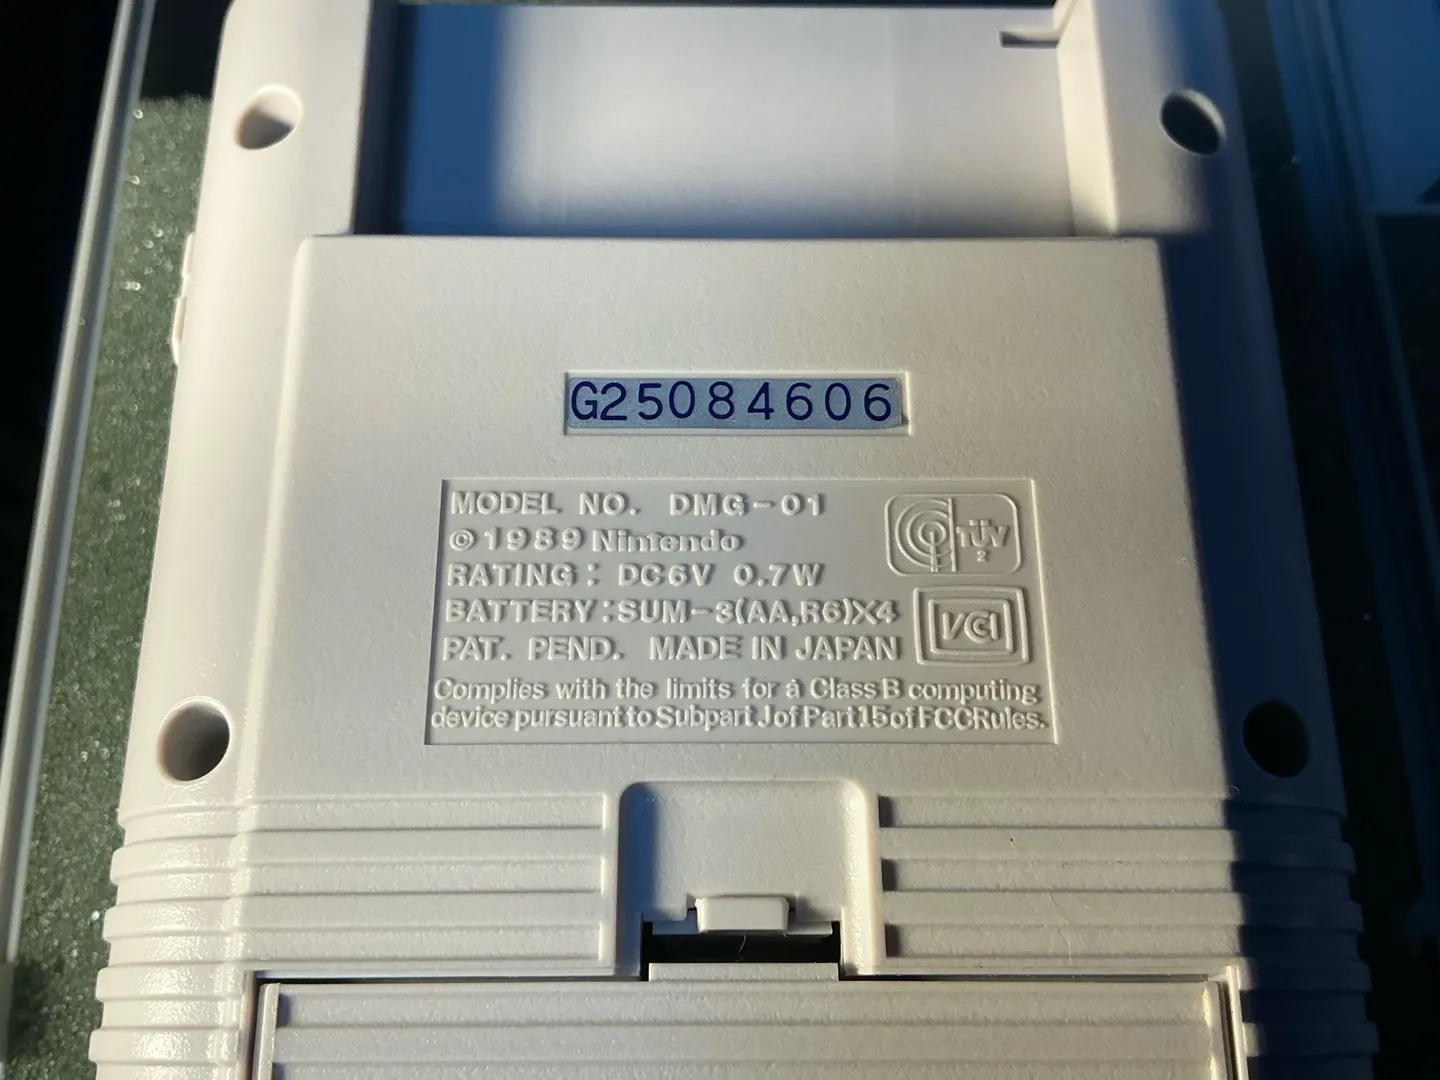 G25084606
MODEL NO. DMG-01
© 1989 Nintendo
RATING: DC6V 0.7W
BATTERY:SUM-3(AA,R6)X4
PAT. PEND. MADE IN JAPAN
Complies with the limits for a Class B computing
device pursuant to Subpart J of Part 15 of FCC Rules.
TÜV
2
VCI